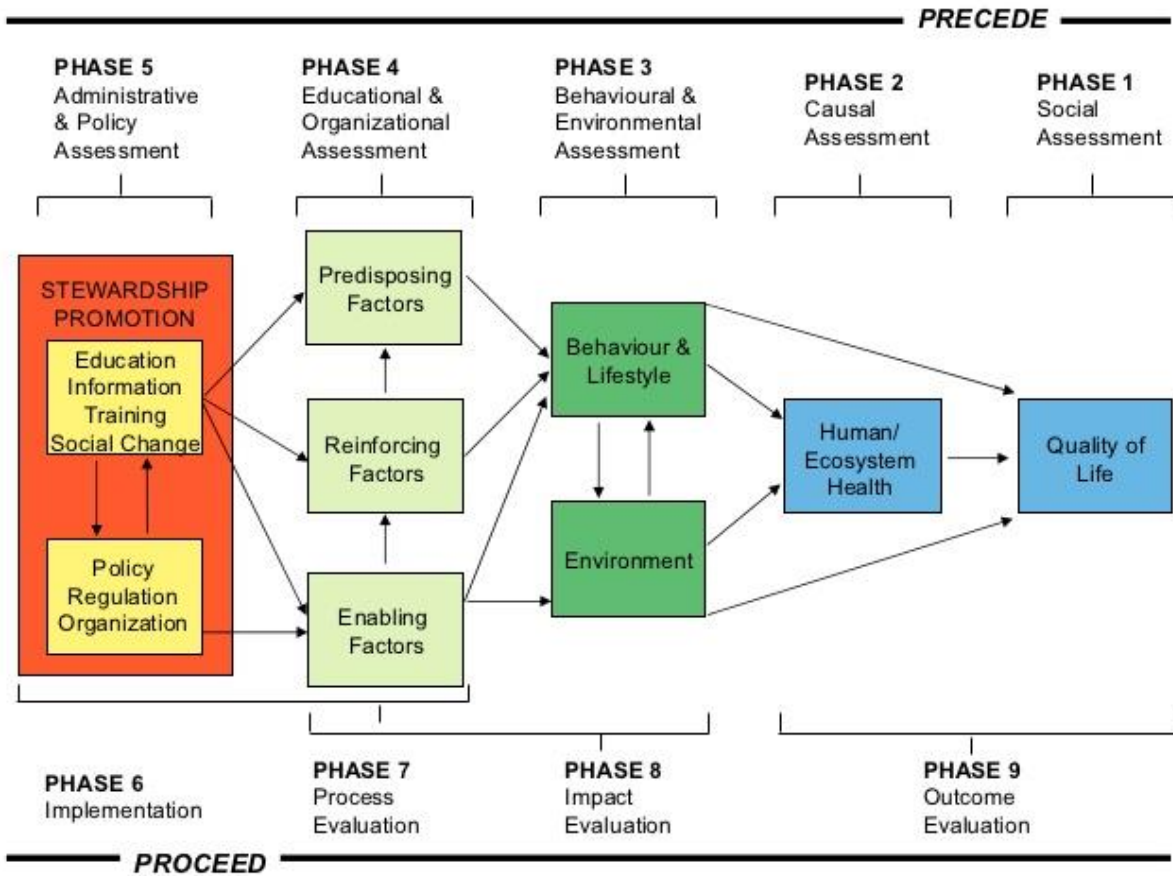 PRECEDE
PHASE 5
Administrative
& Policy
Assessment
PHASE 4
Educational &
Organizational
Assessment
PHASE 3
Behavioural &
Environmental
Assessment
PHASE 2
Causal
Assessment
PHASE 1
Social
Assessment
STEWARDSHIP
PROMOTION
Education
Information
Training
Social Change
Policy
Regulation
Organization
Predisposing
Factors
Reinforcing
Factors
Enabling
Factors
Behaviour &
Lifestyle
Environment
Human/
Ecosystem
Health
Quality of
Life
PHASE 6
Implementation
PHASE 7
Process
Evaluation
PHASE 8
Impact
Evaluation
PHASE 9
Outcome
Evaluation
PROCEED